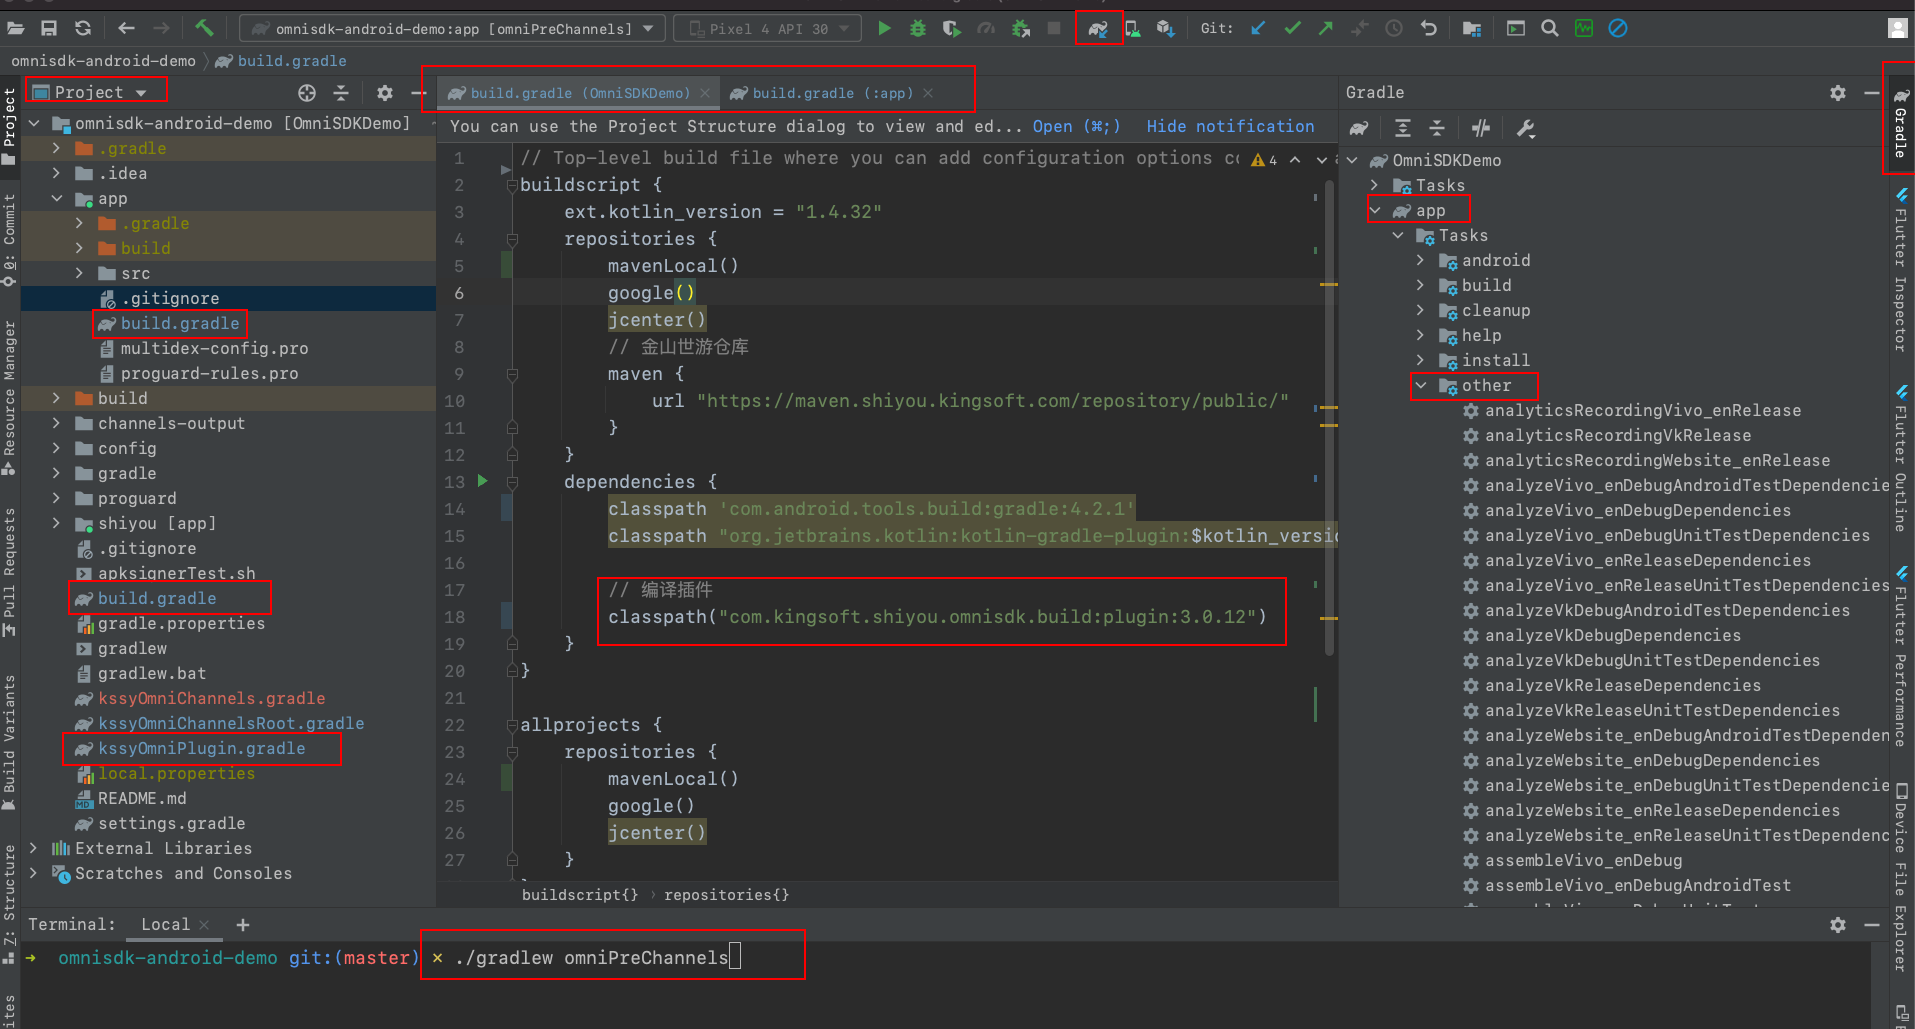 omnisdk-android-demo:app [omniPreChannels]
Pixel 4 API 30
Git:
omnisdk-android-demo
build.gradle
Project
build.gradle (OmniSDKDemo)
build.gradle (:app)
Gradle
You can use the Project Structure dialog to view and ed... Open (⌘;) Hide notification
Project
Commit
Resource Manager
Pull Requests
Build Variants
Z: Structure
omnisdk-android-demo [OmniSDKDemo]
.gradle
.idea
app
.gradle
build
src
.gitignore
build.gradle
multidex-config.pro
proguard-rules.pro
build
channels-output
config
gradle
proguard
shiyou [app]
.gitignore
apksignerTest.sh
build.gradle
gradle.properties
gradlew
gradlew.bat
kssyOmniChannels.gradle
kssyOmniChannelsRoot.gradle
kssyOmniPlugin.gradle
local.properties
README.md
settings.gradle
External Libraries
Scratches and Consoles
1 // Top-level build file where you can add configuration options co 4
2 buildscript {
3 ext.kotlin_version = "1.4.32"
4 repositories {
5 mavenLocal()
6 google()
7 jcenter()
8 // 金山世游仓库
9 maven {
10 url "https://maven.shiyou.kingsoft.com/repository/public/"
11 }
12 }
13 dependencies {
14 classpath 'com.android.tools.build:gradle:4.2.1'
15 classpath "org.jetbrains.kotlin:kotlin-gradle-plugin:$kotlin_versio
16
17 // 编译插件
18 classpath("com.kingsoft.shiyou.omnisdk.build:plugin:3.0.12")
19 }
20 }
21
22 allprojects {
23 repositories {
24 mavenLocal()
25 google()
26 jcenter()
27 }
buildscript{} › repositories{}
OmniSDKDemo
Tasks
app
Tasks
android
build
cleanup
help
install
other
analyticsRecordingVivo_enRelease
analyticsRecordingVkRelease
analyticsRecordingWebsite_enRelease
analyzeVivo_enDebugAndroidTestDependencie
analyzeVivo_enDebugDependencies
analyzeVivo_enDebugUnitTestDependencies
analyzeVivo_enReleaseDependencies
analyzeVivo_enReleaseUnitTestDependencies
analyzeVkDebugAndroidTestDependencies
analyzeVkDebugDependencies
analyzeVkDebugUnitTestDependencies
analyzeVkReleaseDependencies
analyzeVkReleaseUnitTestDependencies
analyzeWebsite_enDebugAndroidTestDependen
analyzeWebsite_enDebugDependencies
analyzeWebsite_enDebugUnitTestDependencie
analyzeWebsite_enReleaseDependencies
analyzeWebsite_enReleaseUnitTestDependenc
assembleVivo_enDebug
assembleVivo_enDebugAndroidTest
Gradle
Flutter Inspector
Flutter Outline
Flutter Performance
Device File Explorer
Terminal: Local
omnisdk-android-demo git:(master) × ./gradlew omniPreChannels